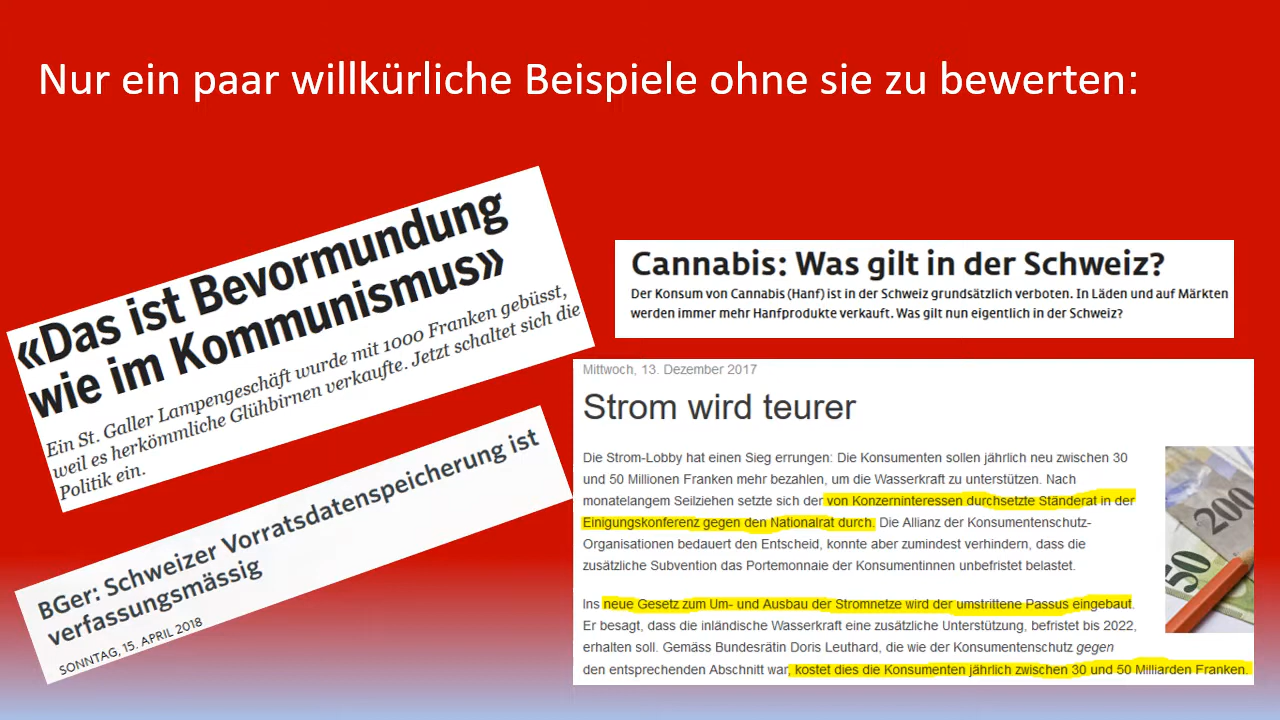 Nur ein paar willkürliche Beispiele ohne sie zu bewerten:
«Das ist Bevormundung
wie im Kommunismus»
Ein St. Galler Lampengeschäft wurde mit 1000 Franken gebüsst,
weil es herkömmliche Glühbirnen verkaufte. Jetzt schaltet sich die
Politik ein.
BGer: Schweizer Vorratsdatenspeicherung ist
verfassungsmässig
SONNTAG, 15. APRIL 2018
Cannabis: Was gilt in der Schweiz?
Der Konsum von Cannabis (Hanf) ist in der Schweiz grundsätzlich verboten. In Läden und auf Märkten
werden immer mehr Hanfprodukte verkauft. Was gilt nun eigentlich in der Schweiz?
Mittwoch, 13. Dezember 2017
Strom wird teurer
Die Strom-Lobby hat einen Sieg errungen: Die Konsumenten sollen jährlich neu zwischen 30
und 50 Millionen Franken mehr bezahlen, um die Wasserkraft zu unterstützen. Nach
monatelangem Seilziehen setzte sich der von Konzerninteressen durchsetzte Ständerat in der
Einigungskonferenz gegen den Nationalrat durch. Die Allianz der Konsumentenschutz-
Organisationen bedauert den Entscheid, konnte aber zumindest verhindern, dass die
zusätzliche Subvention das Portemonnaie der Konsumentinnen unbefristet belastet.
Ins neue Gesetz zum Um- und Ausbau der Stromnetze wird der umstrittene Passus eingebaut.
Er besagt, dass die inländische Wasserkraft eine zusätzliche Unterstützung, befristet bis 2022,
erhalten soll. Gemäss Bundesrätin Doris Leuthard, die wie der Konsumentenschutz gegen
den entsprechenden Abschnitt war, kostet dies die Konsumenten jährlich zwischen 30 und 50 Milliarden Franken.
200
50